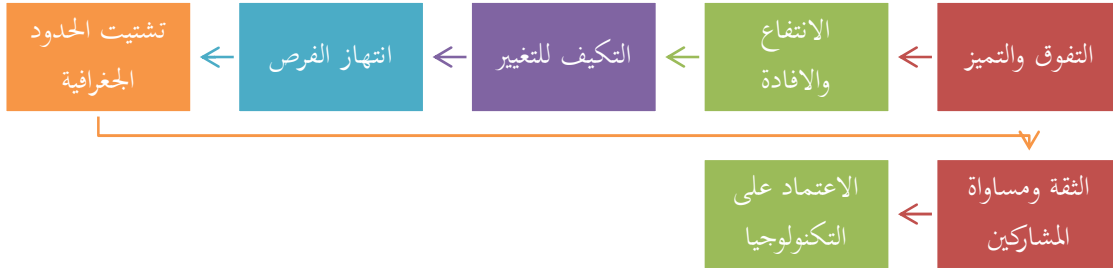 التفوق والتميز
الانتفاع
والافادة
التكيف للتغيير
انتهاز الفرص
تشتيت الحدود
الجغرافية
الثقة ومساواة
المشاركين
الاعتماد على
التكنولوجيا